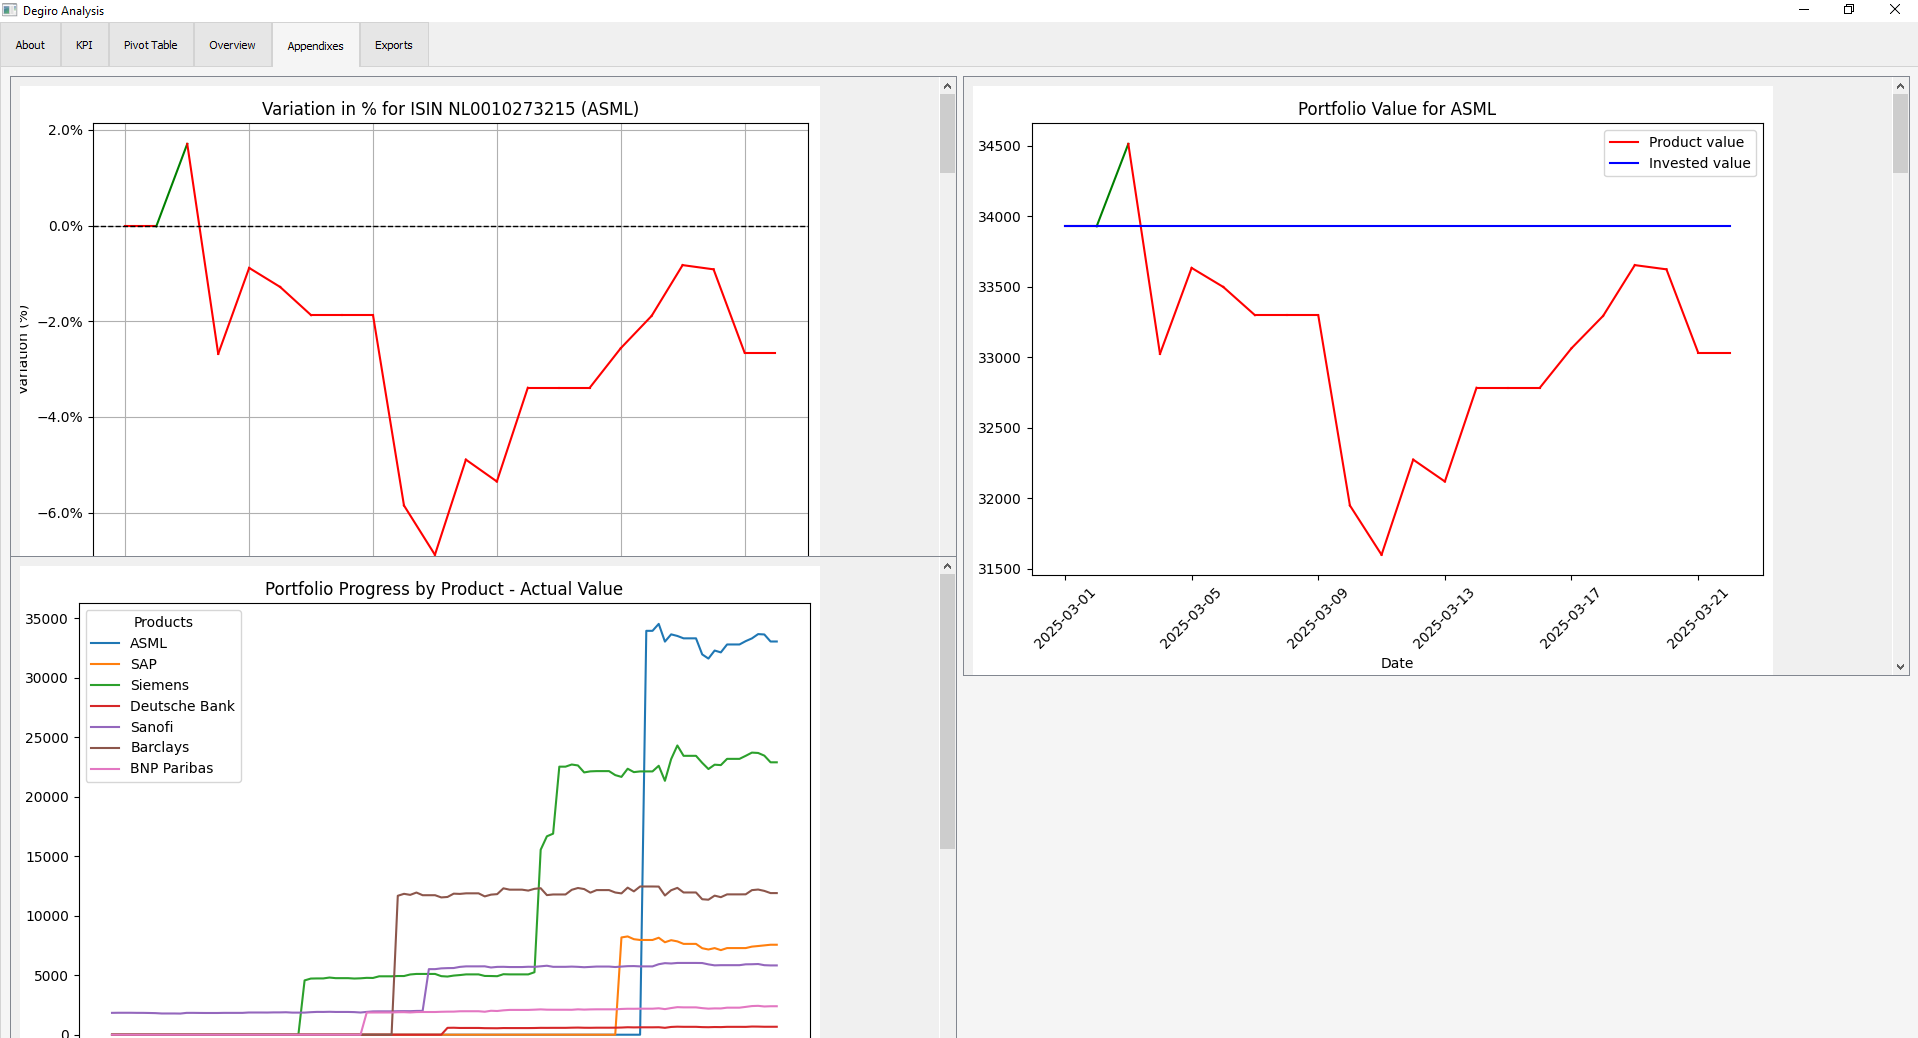 Degiro Analysis
About
KPI
Pivot Table
Overview
Appendixes
Exports
Variation in % for ISIN NL0010273215 (ASML)
2.0%
0.0%
−2.0%
−4.0%
−6.0%
Variation (%)
Portfolio Value for ASML
Product value
Invested value
34500
34000
33500
33000
32500
32000
31500
2025-03-01
2025-03-05
2025-03-09
2025-03-13
2025-03-17
2025-03-21
Date
Portfolio Progress by Product - Actual Value
Products
ASML
SAP
Siemens
Deutsche Bank
Sanofi
Barclays
BNP Paribas
35000
30000
25000
20000
15000
10000
5000
0